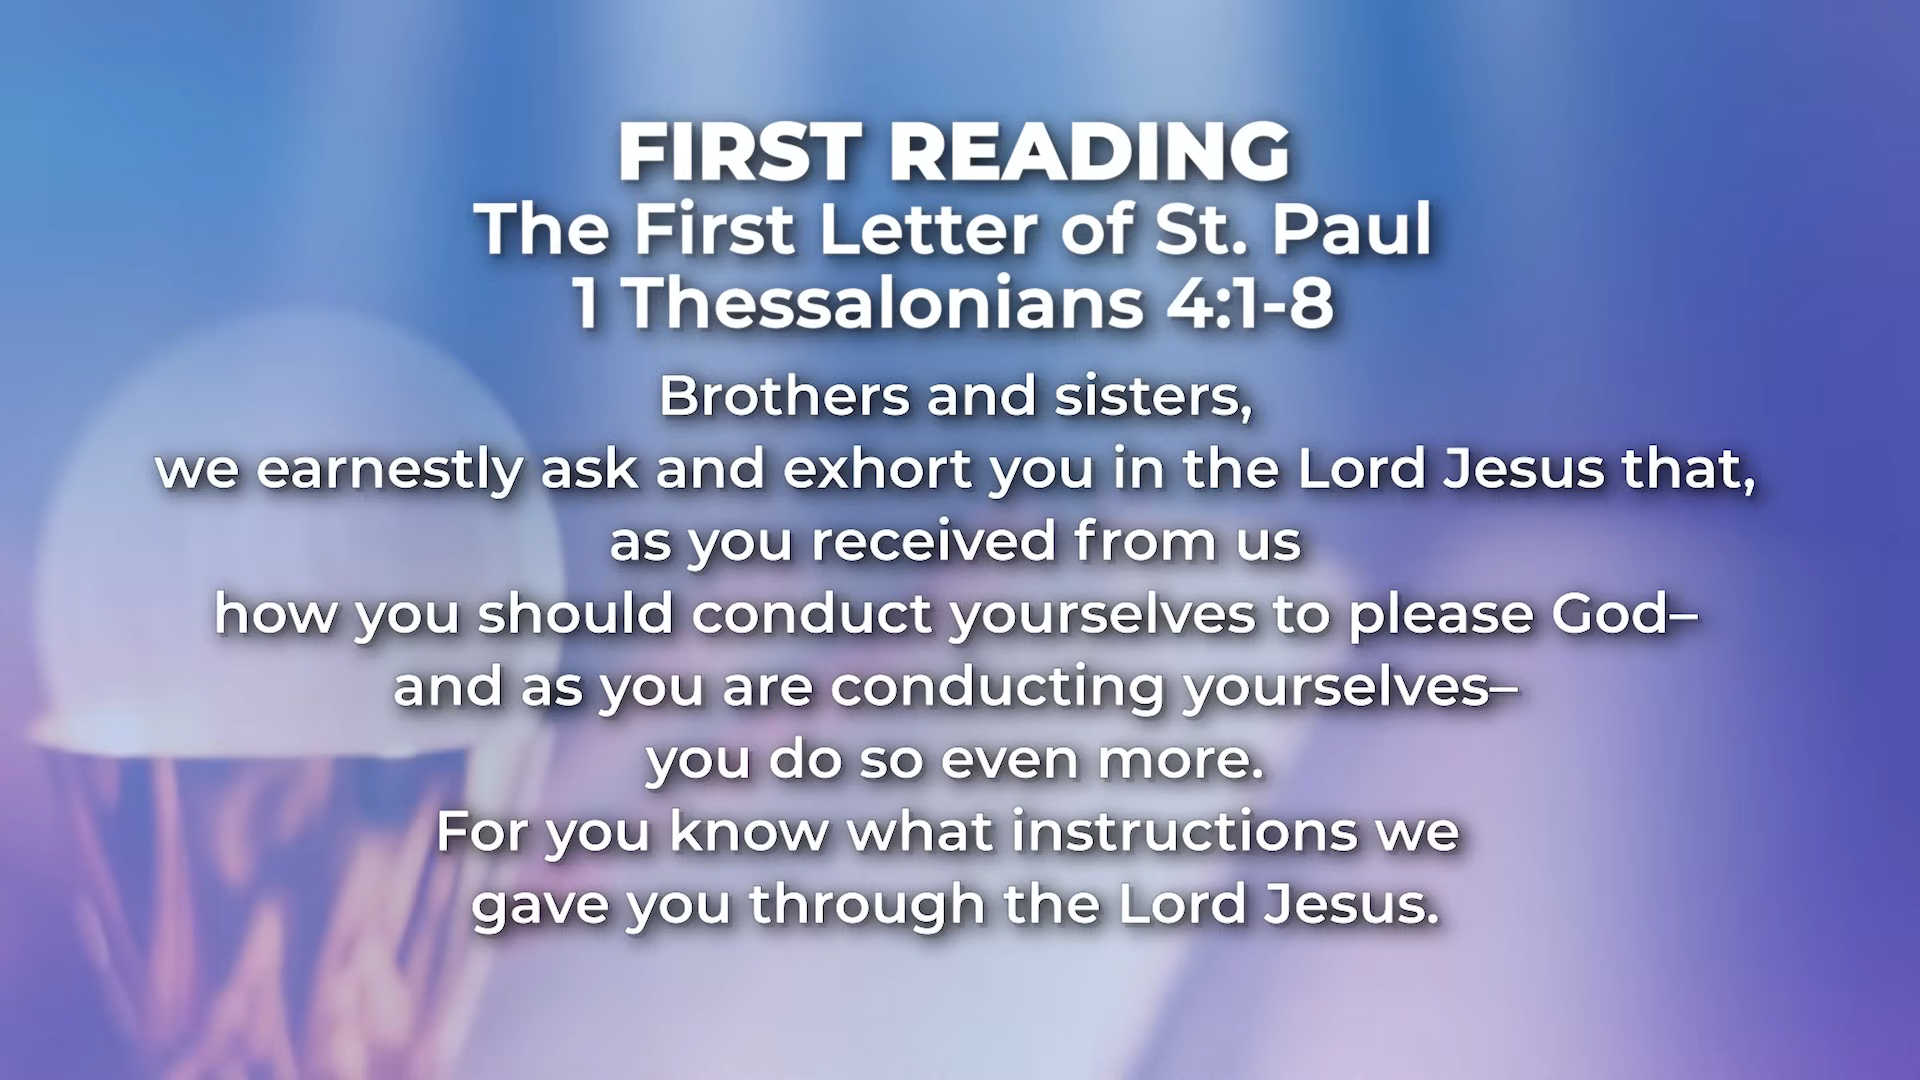 FIRST READING
The First Letter of St. Paul
1 Thessalonians 4:1-8
Brothers and sisters,
we earnestly ask and exhort you in the Lord Jesus that,
as you received from us
how you should conduct yourselves to please God–
and as you are conducting yourselves–
you do so even more.
For you know what instructions we
gave you through the Lord Jesus.